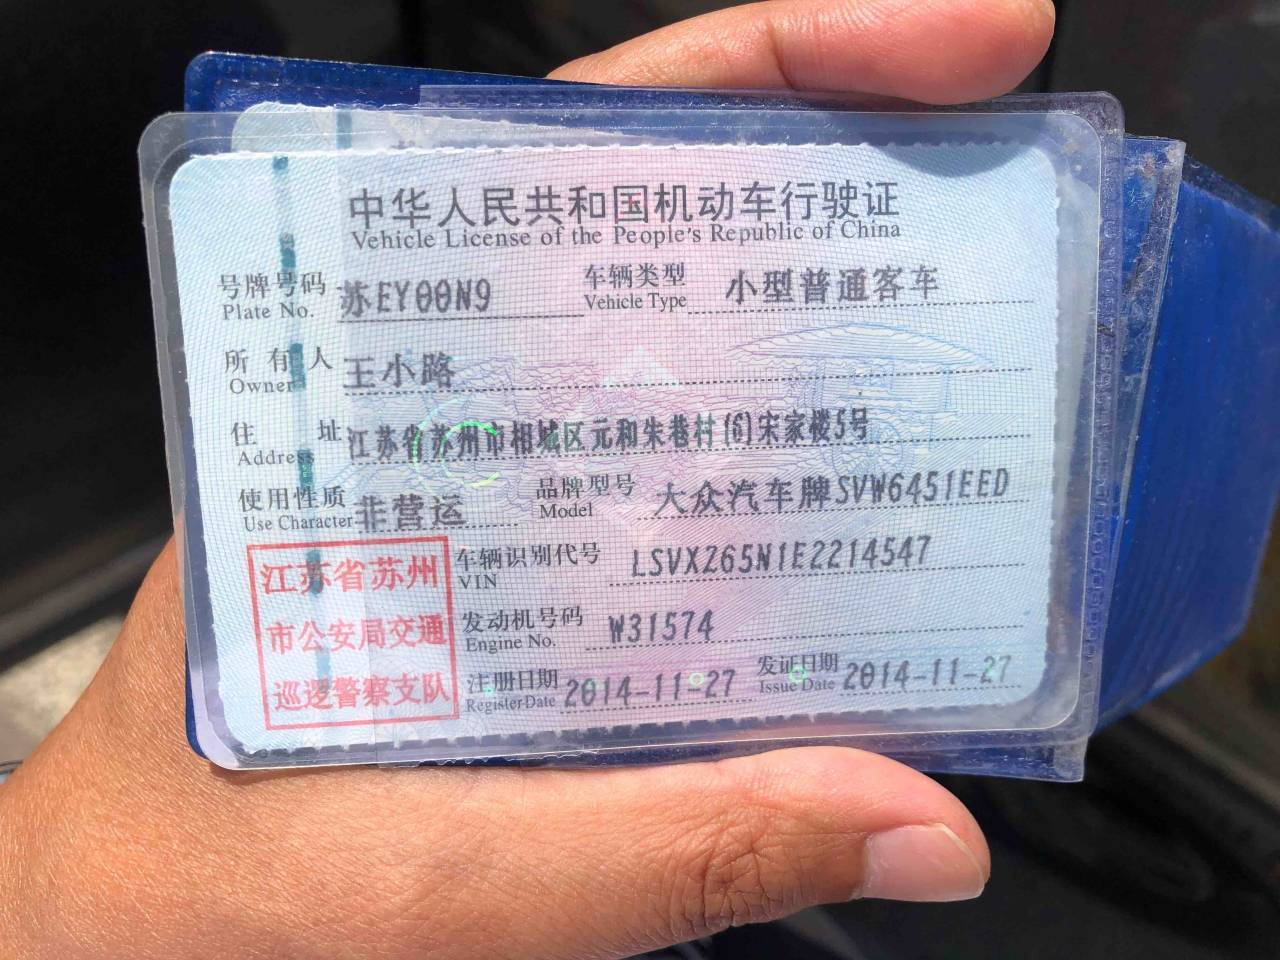 中华人民共和国机动车行驶证
Vehicle License of the People's Republic of China
号牌号码 苏EY00N9 车辆类型 小型普通客车
Plate No. Vehicle Type
所有人 王小路
Owner
住址 江苏省苏州市相城区元和朱巷村(6)宋家楼5号
Address
使用性质 非营运 品牌型号 大众汽车牌SVW6451EED
Use Character Model
江苏省苏州
市公安局交通
巡逻警察支队
车辆识别代号 LSVXZ65N1E2214547
VIN
发动机号码 W31574
Engine No.
注册日期 2014-11-27 发证日期 2014-11-27
Register Date Issue Date